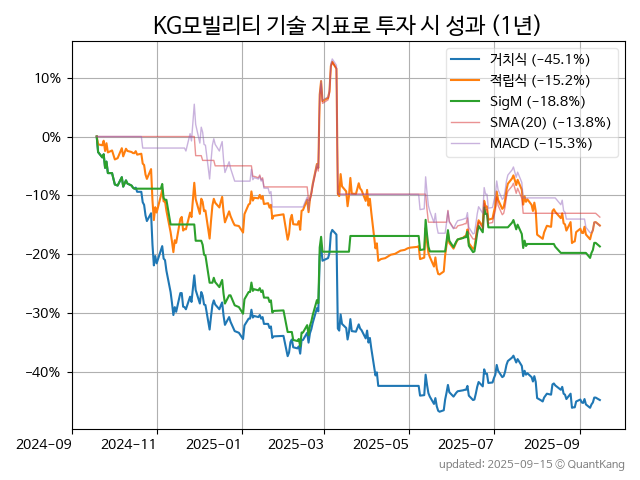 KG모빌리티 기술 지표로 투자 시 성과 (1년)
거치식 (−45.1%)
적립식 (−15.2%)
SigM (−18.8%)
SMA(20) (−13.8%)
MACD (−15.3%)
10%
0%
−10%
−20%
−30%
−40%
2024-09
2024-11
2025-01
2025-03
2025-05
2025-07
2025-09
updated: 2025-09-15 © QuantKang